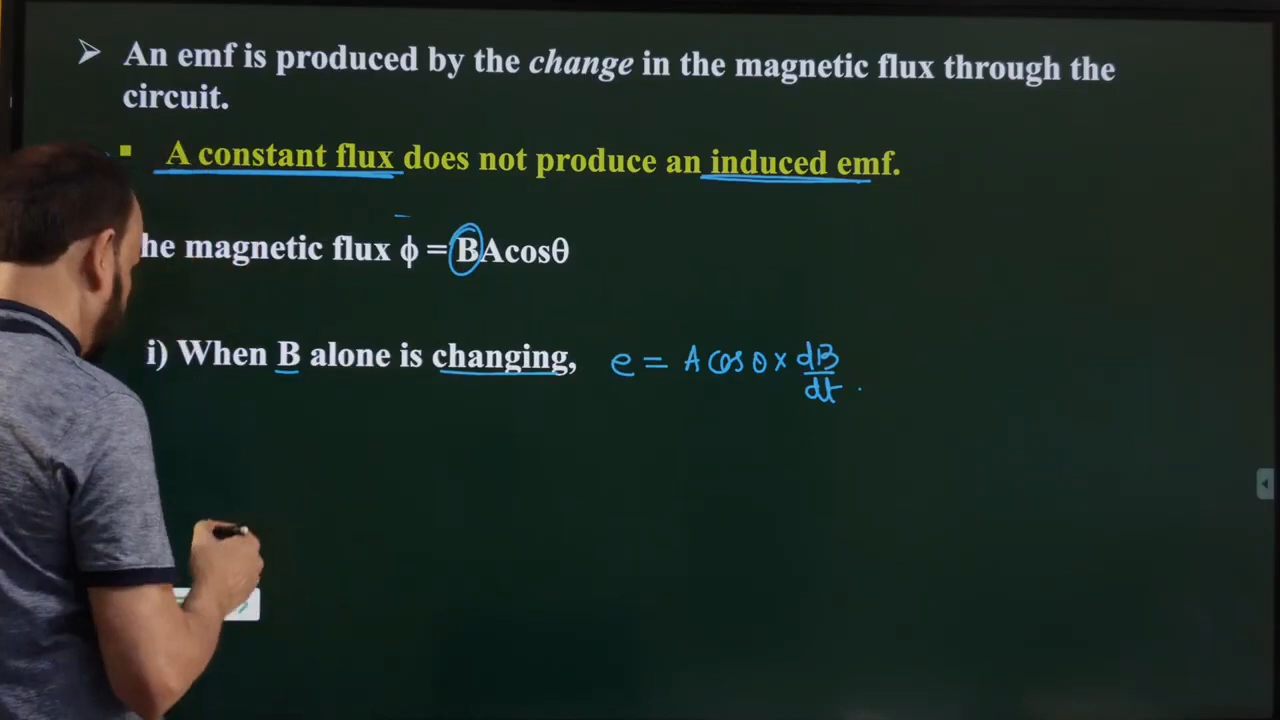 ➢ An emf is produced by the change in the magnetic flux through the
circuit.
▪ A constant flux does not produce an induced emf.
he magnetic flux ϕ = BAcosθ
i) When B alone is changing, e = A cos θ × dB/dt .